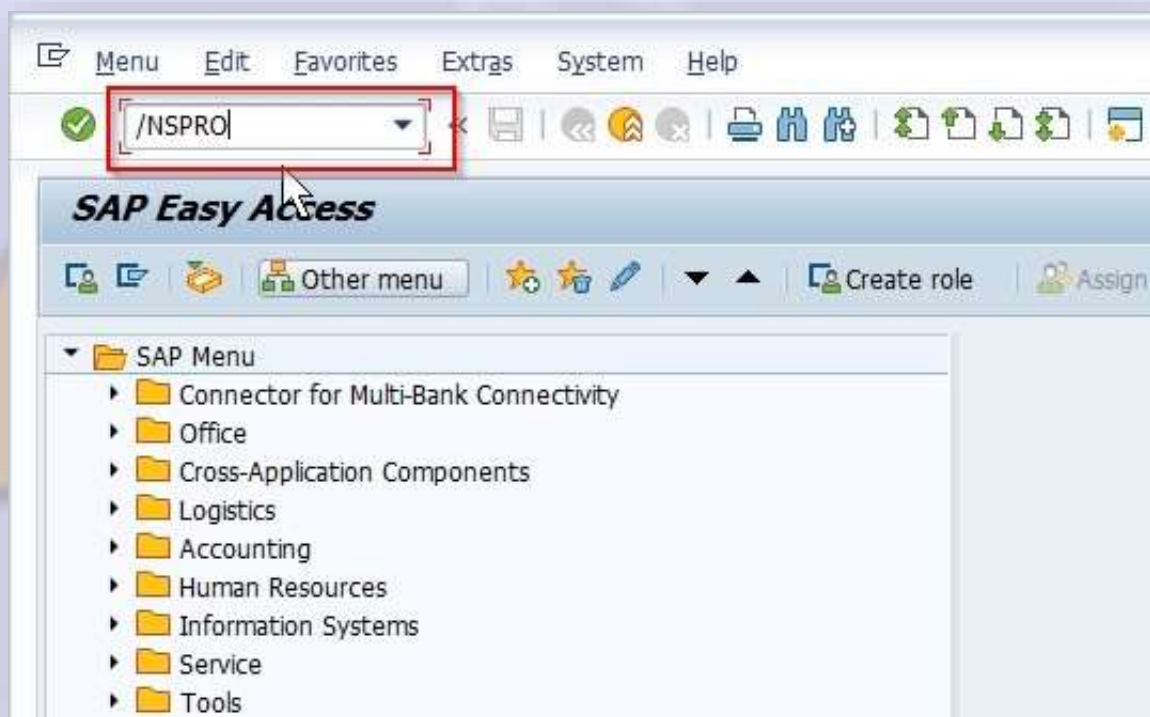 Menu Edit Favorites Extras System Help
/NSPRO
SAP Easy Access
Other menu Create role Assign
SAP Menu
Connector for Multi-Bank Connectivity
Office
Cross-Application Components
Logistics
Accounting
Human Resources
Information Systems
Service
Tools